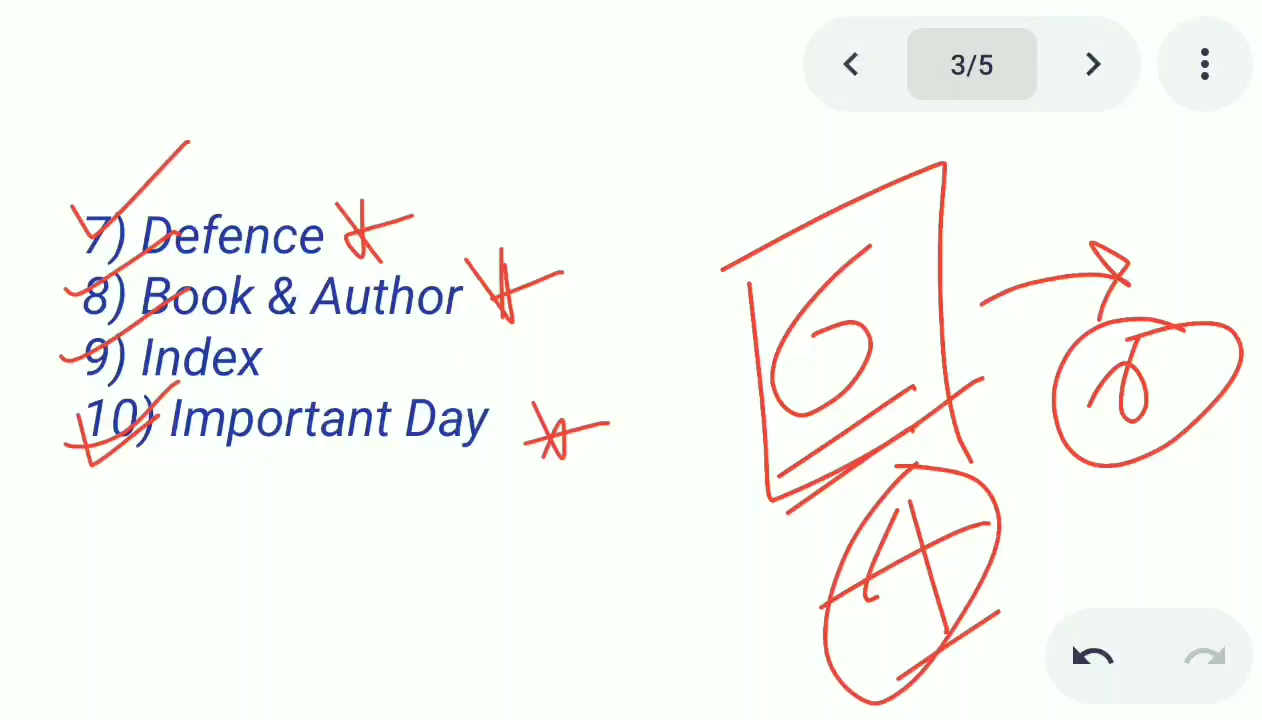 3/5
7) Defence
8) Book & Author
9) Index
10) Important Day